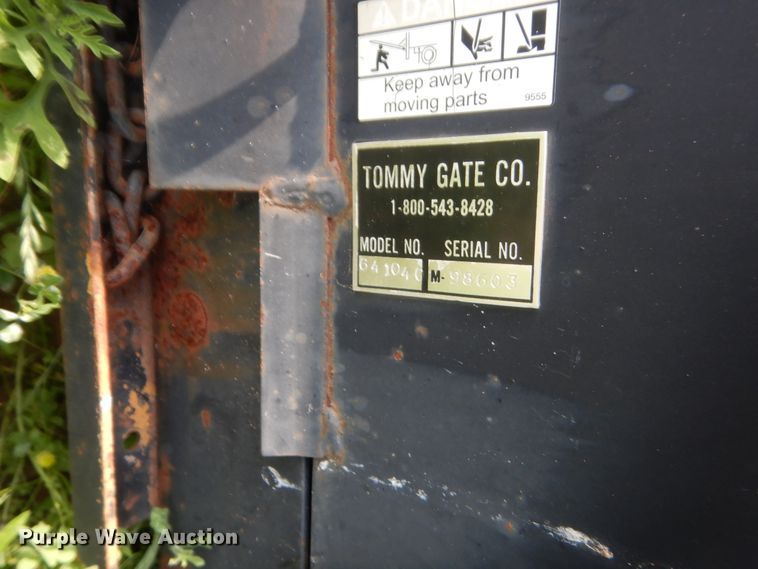 DANGER
Keep away from
moving parts
9555
TOMMY GATE CO.
1-800-543-8428
MODEL NO. SERIAL NO.
M-98603
Purple Wave Auction